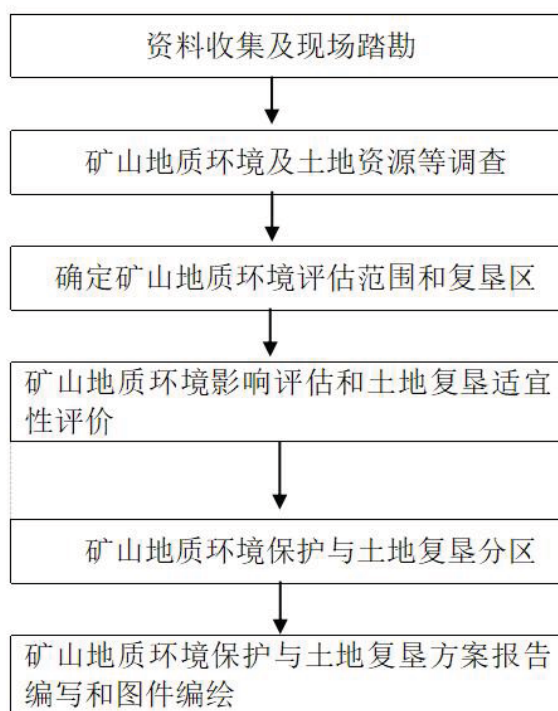 资料收集及现场踏勘
矿山地质环境及土地资源等调查
确定矿山地质环境评估范围和复垦区
矿山地质环境影响评估和土地复垦适宜
性评价
矿山地质环境保护与土地复垦分区
矿山地质环境保护与土地复垦方案报告
编写和图件编绘